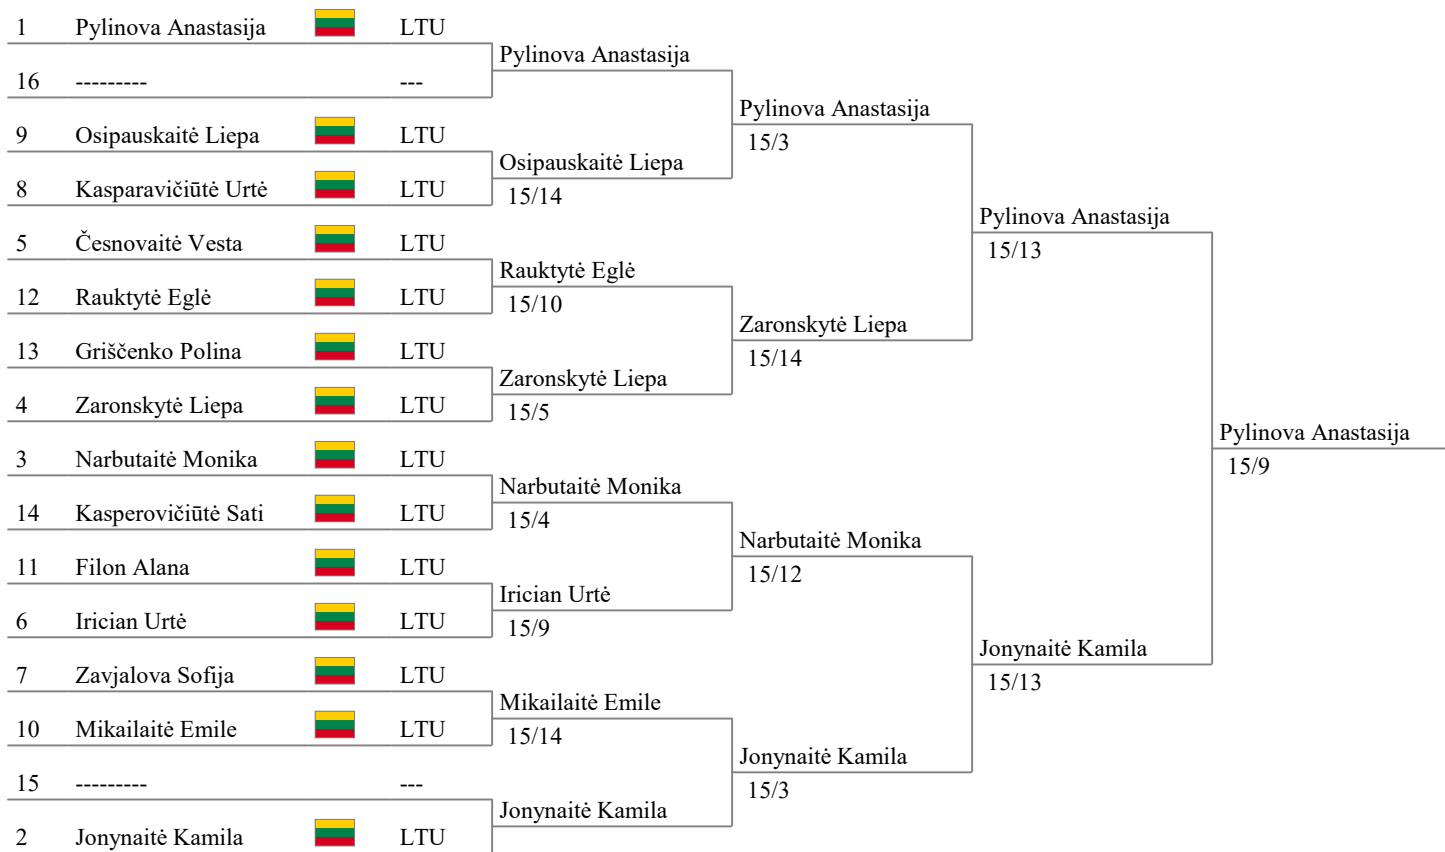 1 Pylinova Anastasija LTU
Pylinova Anastasija
16 --------- ---
Pylinova Anastasija
15/3
9 Osipauskaitė Liepa LTU
Osipauskaitė Liepa
15/14
8 Kasparavičiūtė Urtė LTU
Pylinova Anastasija
15/13
5 Česnovaitė Vesta LTU
Rauktytė Eglė
15/10
12 Rauktytė Eglė LTU
Zaronskytė Liepa
15/14
13 Griščenko Polina LTU
Zaronskytė Liepa
15/5
4 Zaronskytė Liepa LTU
Pylinova Anastasija
15/9
3 Narbutaitė Monika LTU
Narbutaitė Monika
15/4
14 Kasperovičiūtė Sati LTU
Narbutaitė Monika
15/12
11 Filon Alana LTU
Irician Urtė
15/9
6 Irician Urtė LTU
Jonynaitė Kamila
15/13
7 Zavjalova Sofija LTU
Mikailaitė Emile
15/14
10 Mikailaitė Emile LTU
Jonynaitė Kamila
15/3
15 --------- ---
Jonynaitė Kamila
2 Jonynaitė Kamila LTU